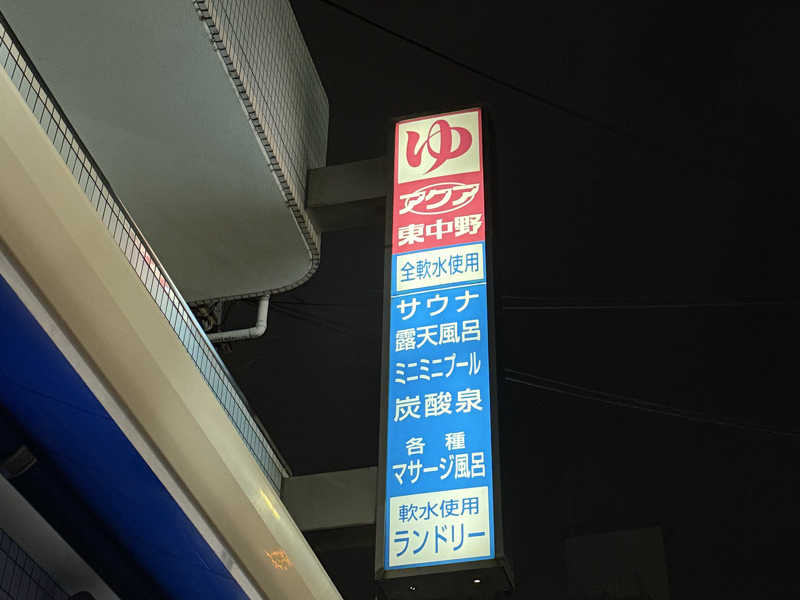 ゆ
アクア
東中野
全軟水使用
サウナ
露天風呂
ミニミニプール
炭酸泉
各種
マサージ風呂
軟水使用
ランドリー